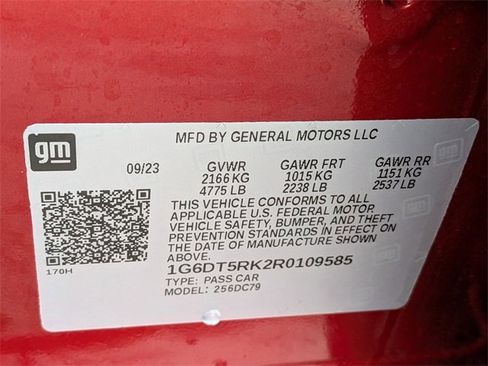 gm
MFD BY GENERAL MOTORS LLC
09/23 GVWR GAWR FRT GAWR RR
2166 KG 1015 KG 1151 KG
4775 LB 2238 LB 2537 LB
THIS VEHICLE CONFORMS TO ALL
APPLICABLE U.S. FEDERAL MOTOR
VEHICLE SAFETY, BUMPER, AND THEFT
PREVENTION STANDARDS IN EFFECT ON
THE DATE OF MANUFACTURE SHOWN
ABOVE.
170H
1G6DT5RK2R0109585
TYPE: PASS CAR
MODEL: 256DC79